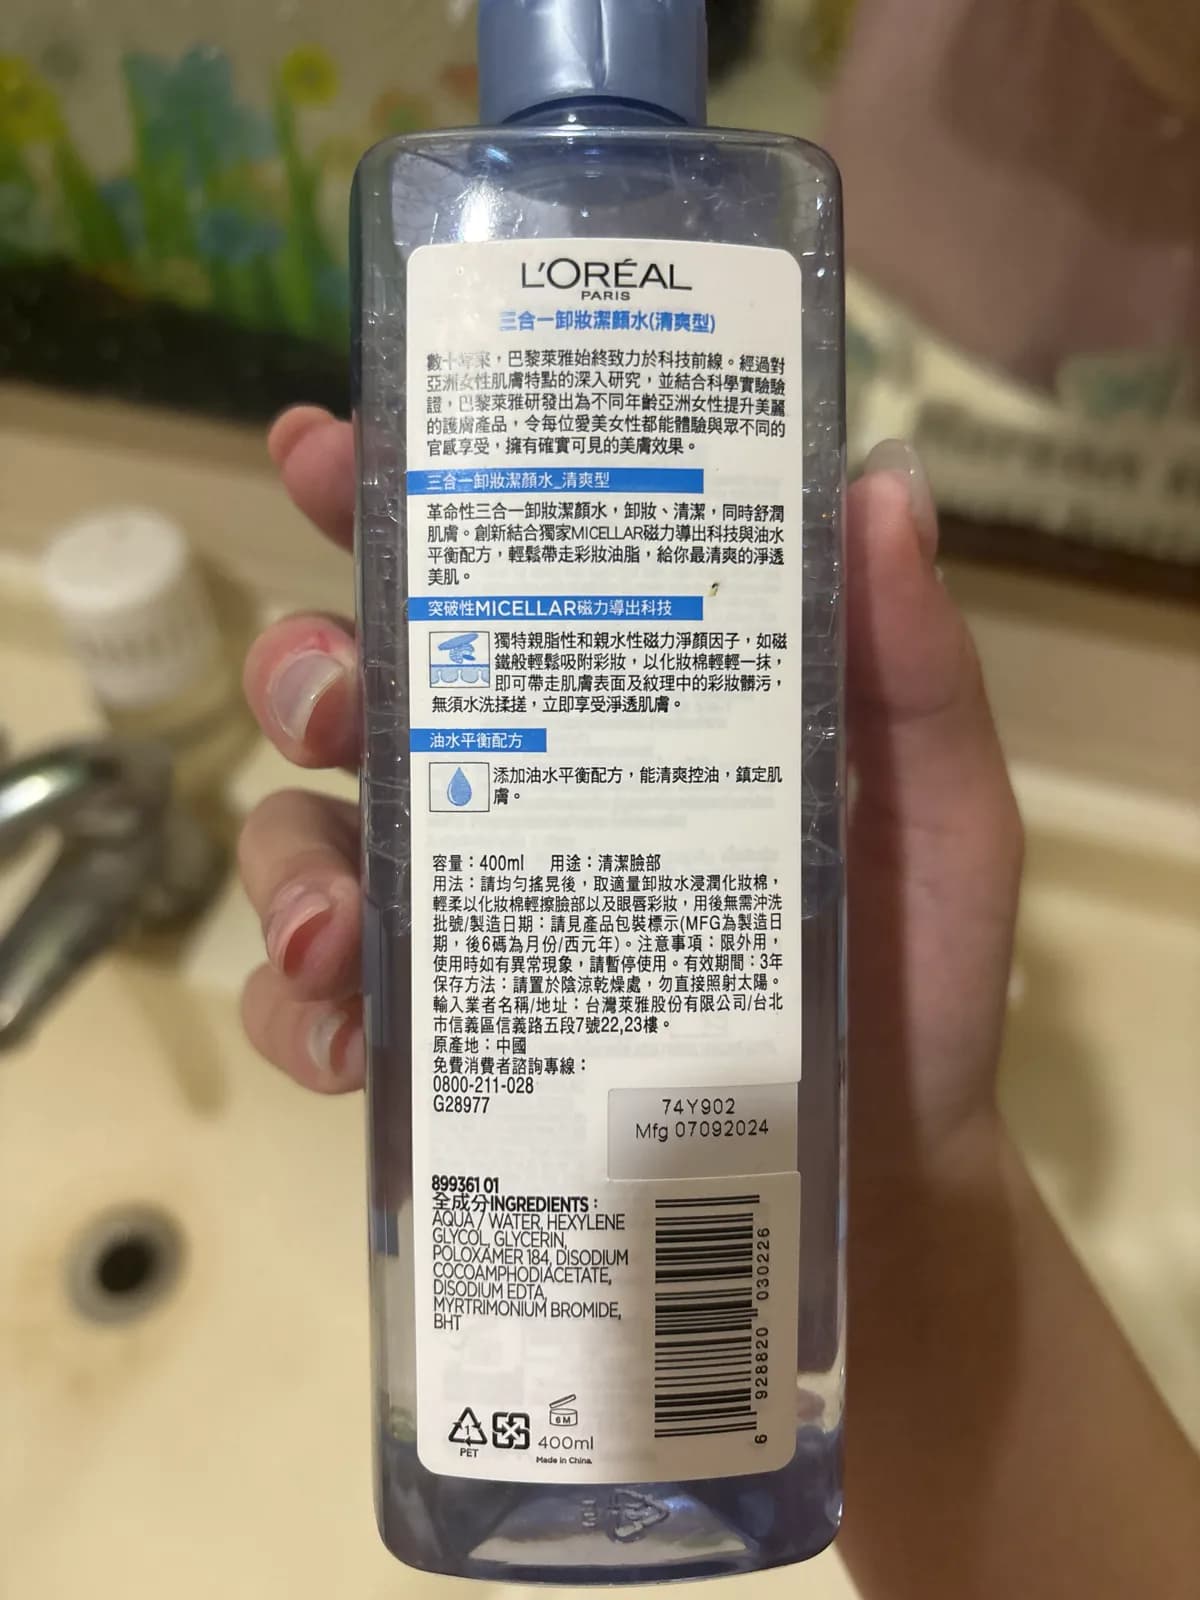 L'ORÉAL
PARIS
三合一卸妝潔顏水(清爽型)
數十年來，巴黎萊雅始終致力於科技前線。經過對
亞洲女性肌膚特點的深入研究，並結合科學實驗驗
證，巴黎萊雅研發出為不同年齡亞洲女性提升美麗
的護膚產品，令每位愛美女性都能體驗與眾不同的
官感享受，擁有確實可見的美膚效果。
三合一卸妝潔顏水_清爽型
革命性三合一卸妝潔顏水，卸妝、清潔，同時舒潤
肌膚。創新結合獨家MICELLAR磁力導出科技與油水
平衡配方，輕鬆帶走彩妝油脂，給你最清爽的淨透
美肌。
突破性MICELLAR磁力導出科技
獨特親脂性和親水性磁力淨顏因子，如磁
鐵般輕鬆吸附彩妝，以化妝棉輕輕一抹，
即可帶走肌膚表面及紋理中的彩妝髒污，
無須水洗揉搓，立即享受淨透肌膚。
油水平衡配方
添加油水平衡配方，能清爽控油，鎮定肌
膚。
容量：400ml 用途：清潔臉部
用法：請均勻搖晃後，取適量卸妝水浸潤化妝棉，
輕柔以化妝棉輕擦臉部以及眼唇彩妝，用後無需沖洗
批號/製造日期：請見產品包裝標示(MFG為製造日
期，後6碼為月份/西元年)。注意事項：限外用，
使用時如有異常現象，請暫停使用。有效期間：3年
保存方法：請置於陰涼乾燥處，勿直接照射太陽。
輸入業者名稱/地址：台灣萊雅股份有限公司/台北
市信義區信義路五段7號22,23樓。
原產地：中國
免費消費者諮詢專線：
0800-211-028
G28977
74Y902
Mfg 07092024
899361 01
全成分INGREDIENTS：
AQUA / WATER, HEXYLENE
GLYCOL, GLYCERIN,
POLOXAMER 184, DISODIUM
COCOAMPHODIACETATE,
DISODIUM EDTA,
MYRTRIMONIUM BROMIDE,
BHT
6 928820 030226
1
PET
6M
400ml
Made in China.